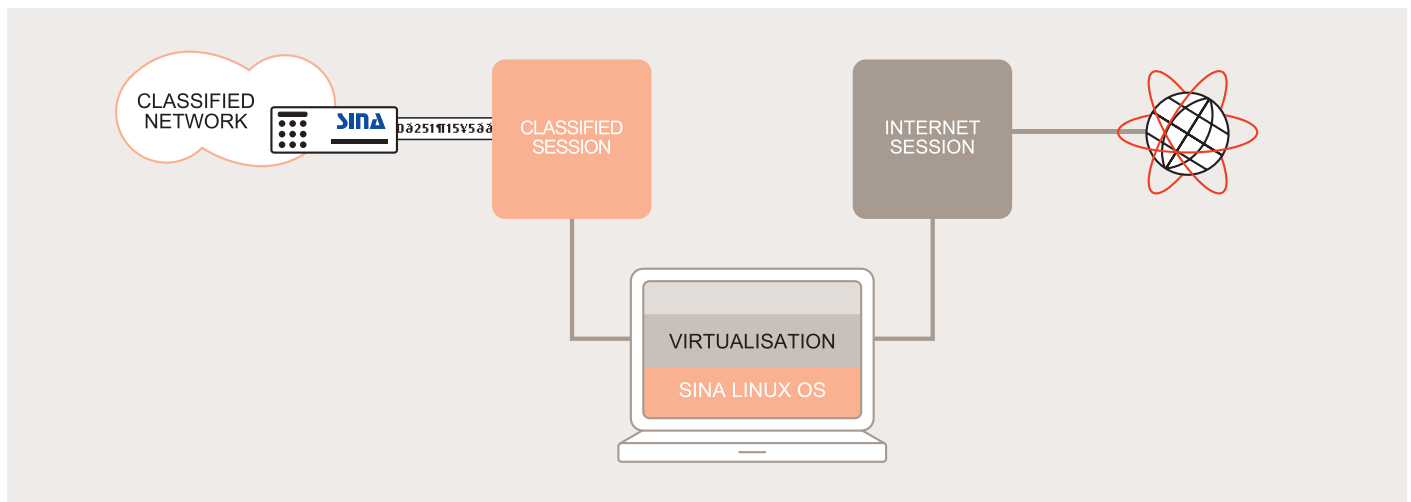 CLASSIFIED
NETWORK
SINA
CLASSIFIED
SESSION
INTERNET
SESSION
VIRTUALISATION
SINA LINUX OS